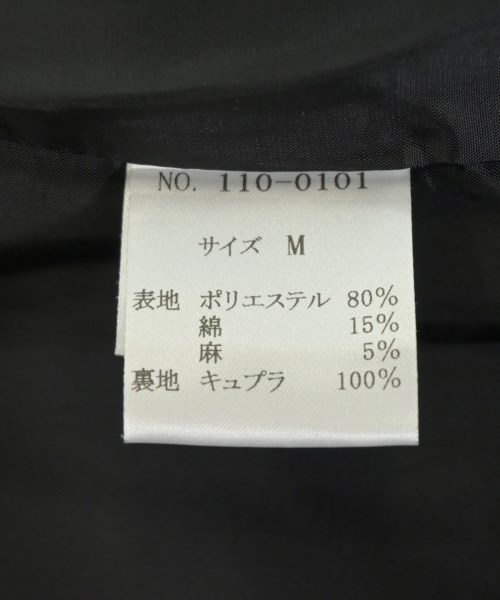 NO. 110-0101
サイズ M
表地 ポリエステル 80%
綿 15%
麻 5%
裏地 キュプラ 100%